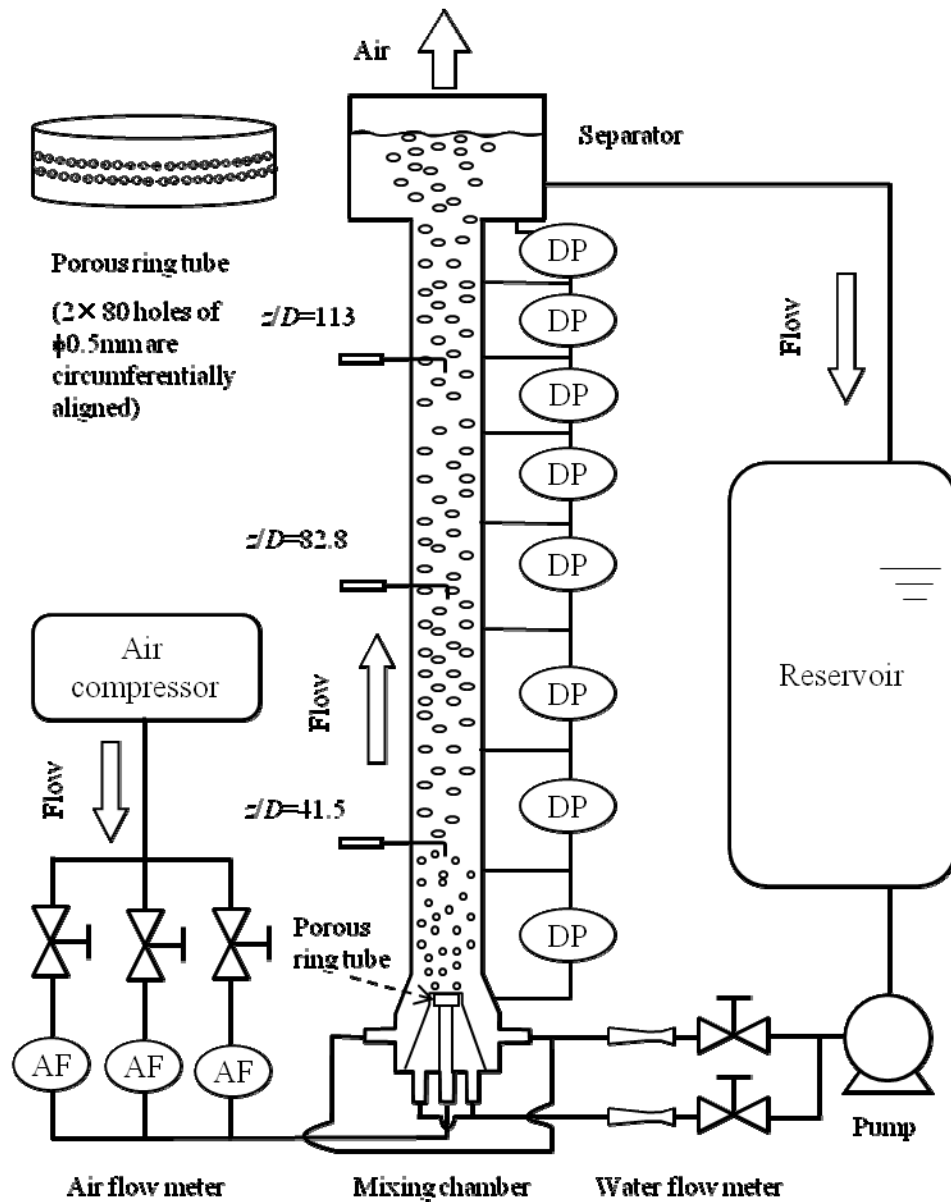 Air
Separator
Porous ring tube
(2×80 holes of
ϕ0.5mm are
circumferentially
aligned)
z/D=113
DP
DP
DP
DP
DP
DP
DP
DP
Flow
z/D=82.8
Air
compressor
Flow
Flow
Reservoir
z/D=41.5
Porous
ring tube
AF
AF
AF
Pump
Air flow meter
Mixing chamber
Water flow meter